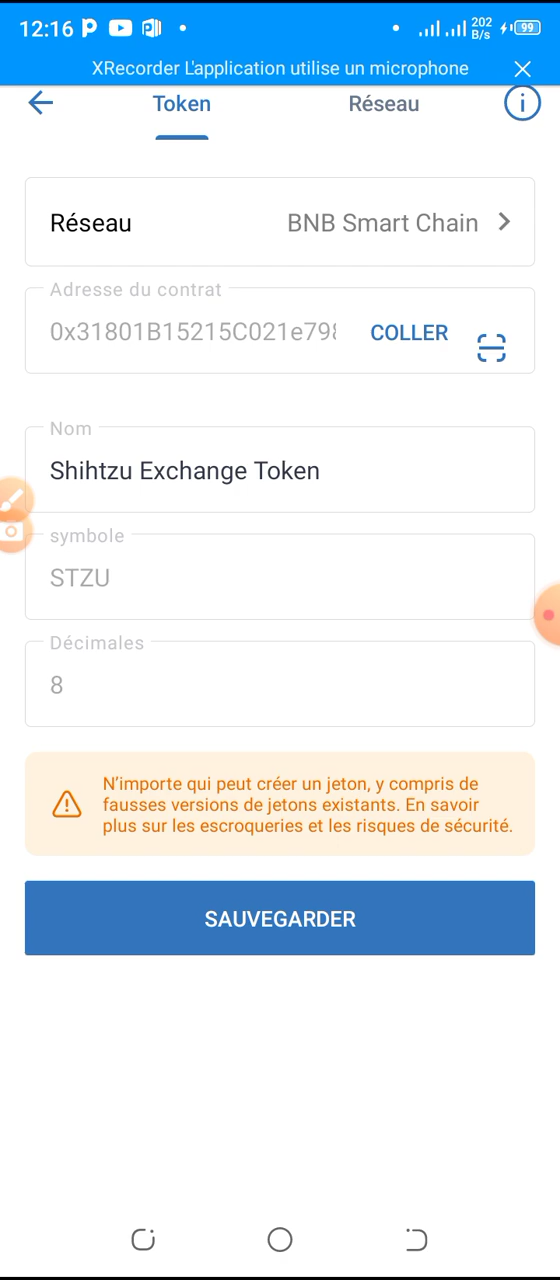 12:16 202 B/s 99
XRecorder L'application utilise un microphone
Token Réseau
Réseau BNB Smart Chain
Adresse du contrat
0x31801B15215C021e798 COLLER
Nom
Shihtzu Exchange Token
symbole
STZU
Décimales
8
N'importe qui peut créer un jeton, y compris de
fausses versions de jetons existants. En savoir
plus sur les escroqueries et les risques de sécurité.
SAUVEGARDER